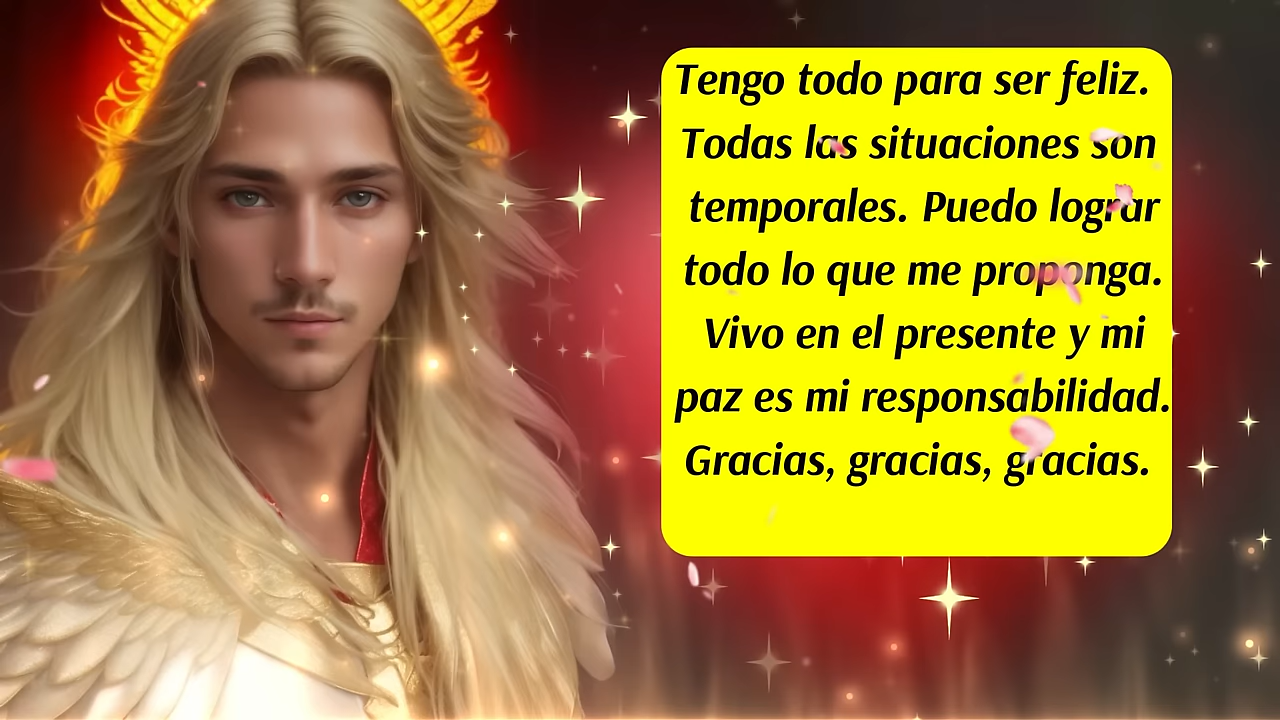 Tengo todo para ser feliz.
Todas las situaciones son
temporales. Puedo lograr
todo lo que me proponga.
Vivo en el presente y mi
paz es mi responsabilidad.
Gracias, gracias, gracias.